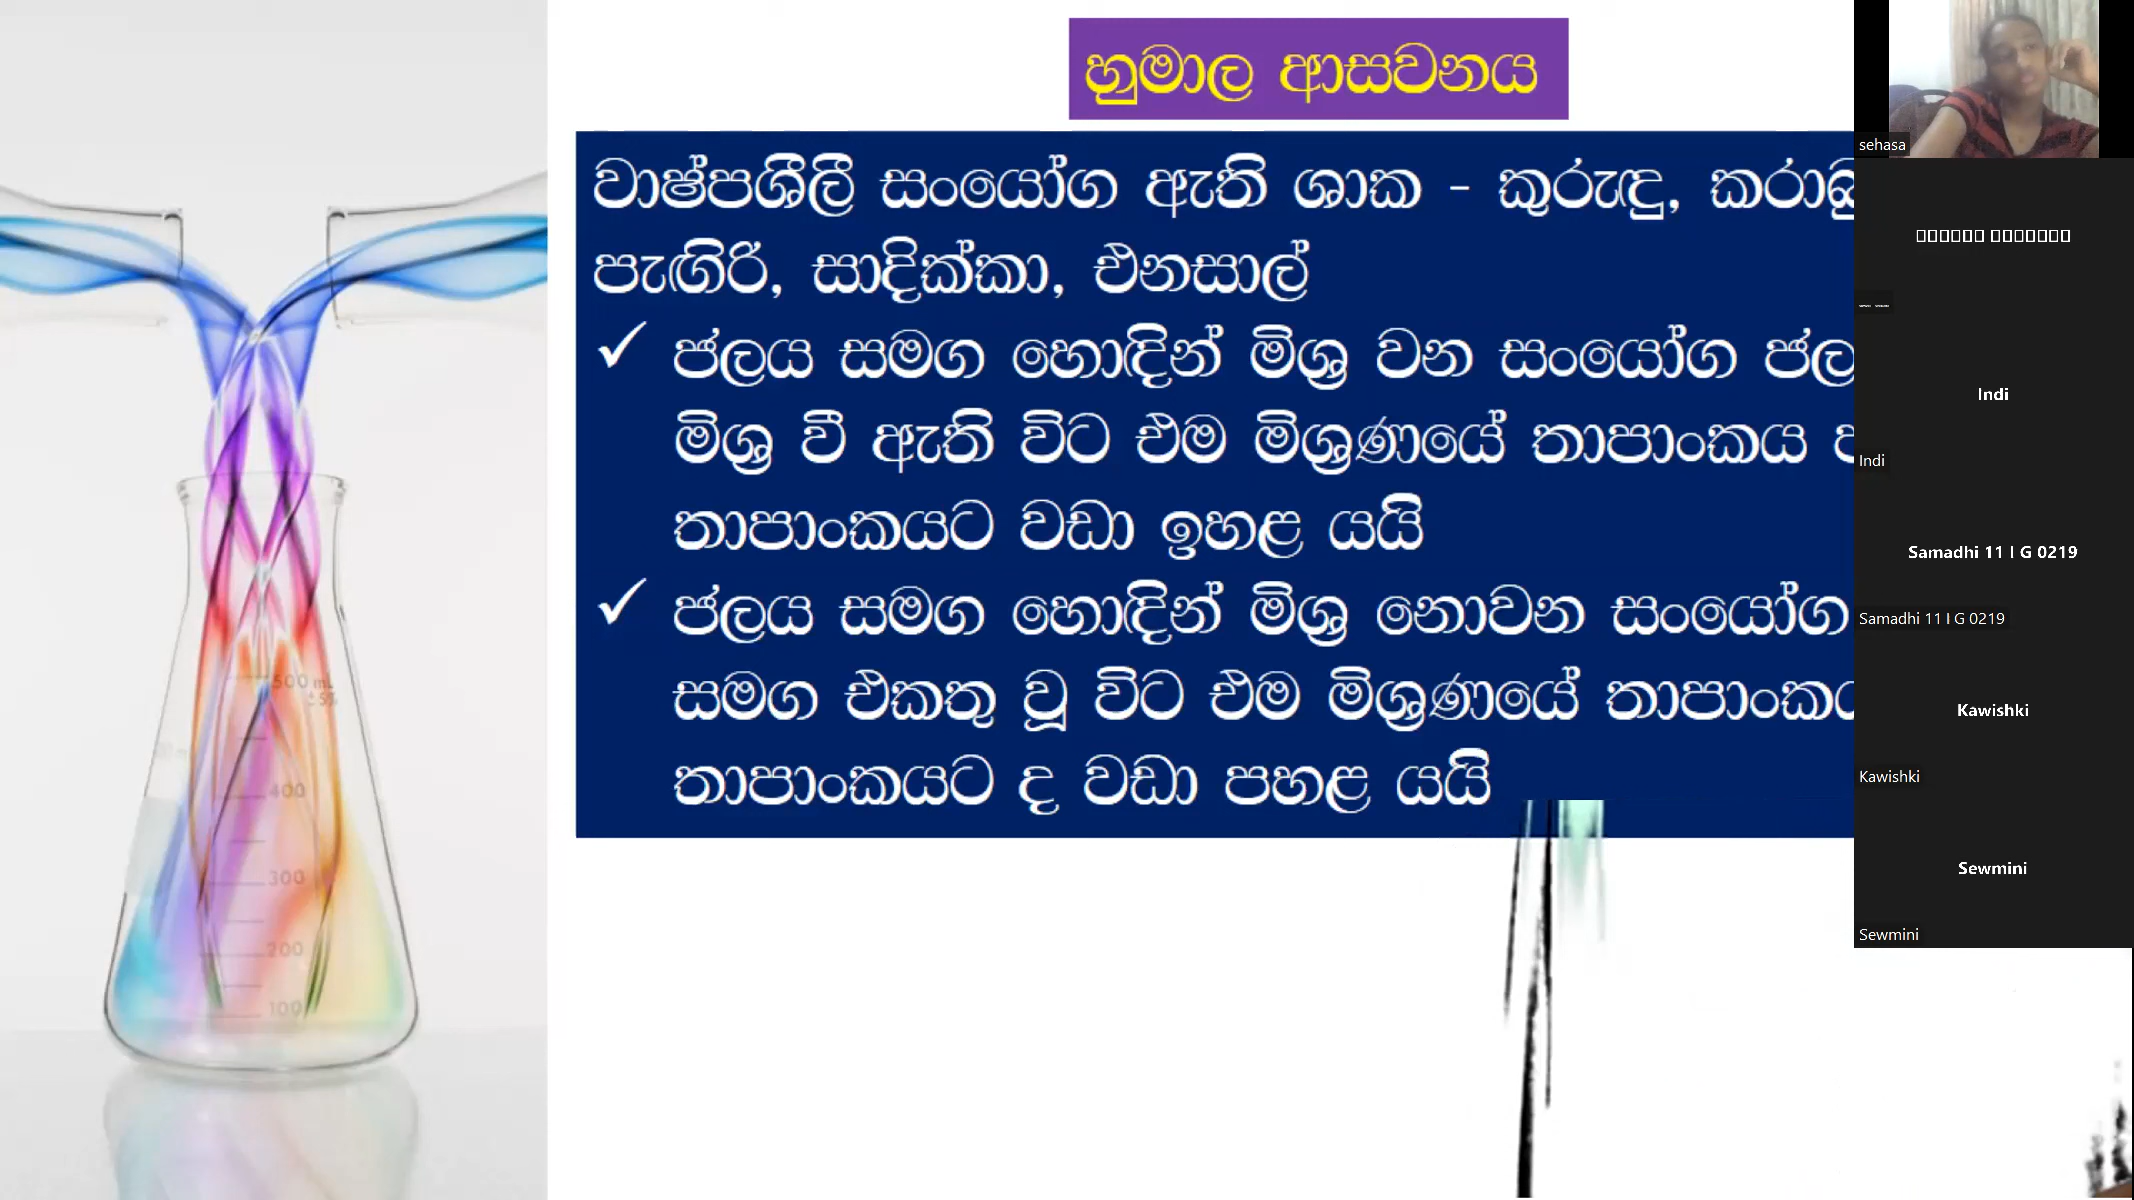 හුමාල ආසවනය
වාෂ්පශීලී සංයෝග ඇති ශාක - කුරුඳු,
පැඟිරි, සාදික්කා, එනසාල්
✓ ජලය සමග හොඳින් මිශ්‍ර වන සංයෝග
මිශ්‍ර වී ඇති විට එම මිශ්‍රණයේ තාපාංකය
තාපාංකයට වඩා ඉහළ යයි
✓ ජලය සමග හොඳින් මිශ්‍ර නොවන සංයෝග
සමග එකතු වූ විට එම මිශ්‍රණයේ
තාපාංකයට ද වඩා පහළ යයි
500 mL
± 5%
400
300
200
100
sehasa
Indi
Indi
Samadhi 11 I G 0219
Samadhi 11 I G 0219
Kawishki
Kawishki
Sewmini
Sewmini